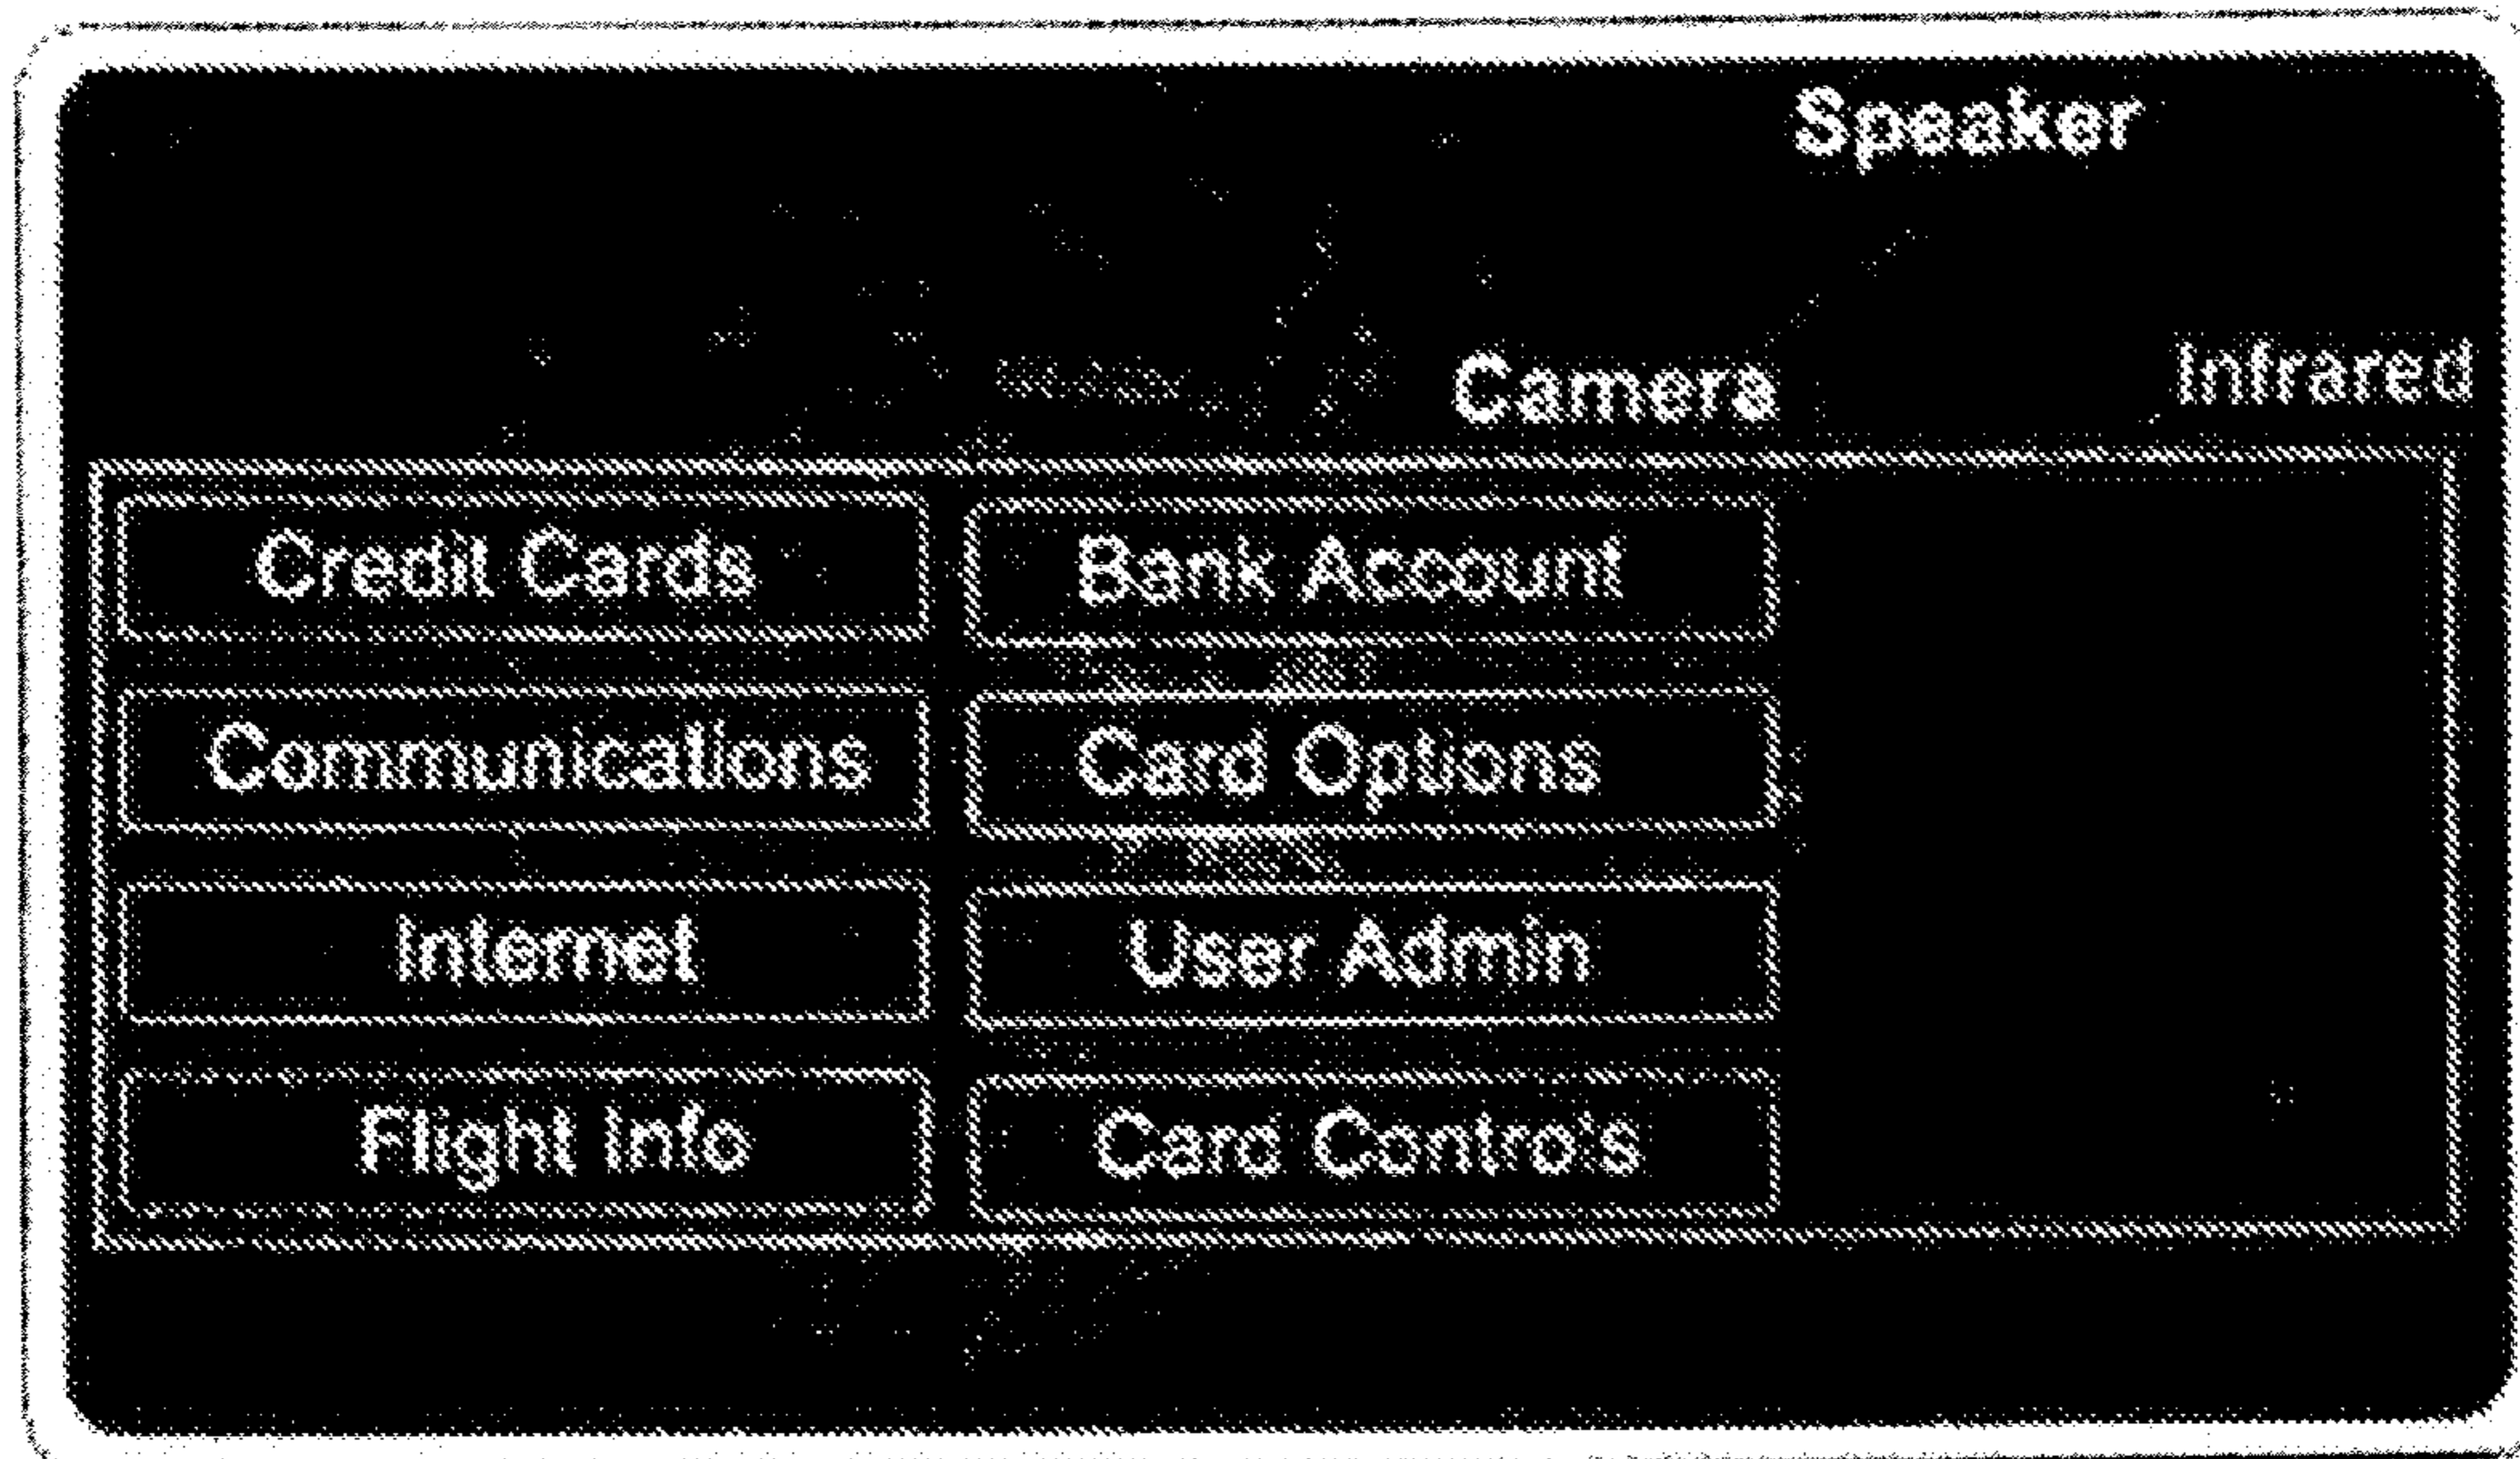 Speaker
Camera
Infrared
Credit Cards
Bank Account
Communications
Card Options
Internet
User Admin
Flight Info
Card Controls